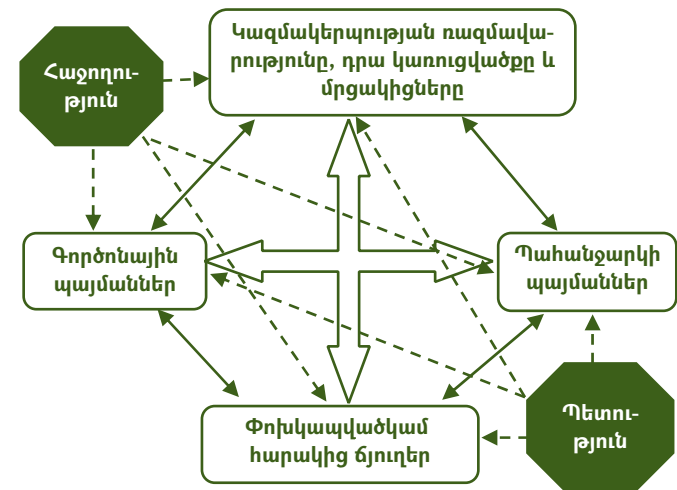 Կազմակերպության ռազմավա-
րությունը, դրա կառուցվածքը և
մրցակիցները
Հաջողու-
թյուն
Գործոնային
պայմաններ
Պահանջարկի
պայմաններ
Փոխկապվածկամ
հարակից ճյուղեր
Պետու-
թյուն